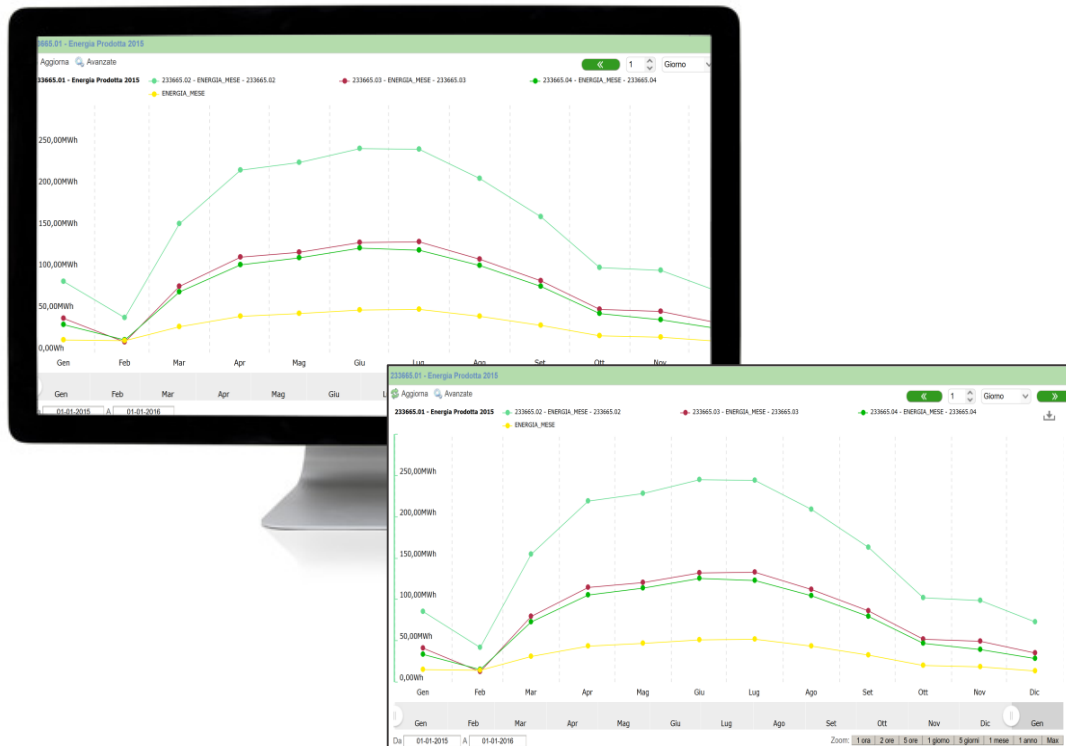 3665.01 - Energia Prodotta 2015
Aggiorna Avanzate
« 1 Giorno
33665.01 - Energia Prodotta 2015 233665.02 - ENERGIA_MESE - 233665.02 233665.03 - ENERGIA_MESE - 233665.03 233665.04 - ENERGIA_MESE - 233665.04
ENERGIA_MESE
250,00MWh
200,00MWh
150,00MWh
100,00MWh
50,00MWh
0,00Wh
Gen Feb Mar Apr Mag Giu Lug Ago Set Ott Nov
Gen Feb Mar Apr Mag Giu
01-01-2015 A 01-01-2016
233665.01 - Energia Prodotta 2015
Aggiorna Avanzate
« 1 Giorno »
233665.01 - Energia Prodotta 2015 233665.02 - ENERGIA_MESE - 233665.02 233665.03 - ENERGIA_MESE - 233665.03 233665.04 - ENERGIA_MESE - 233665.04
ENERGIA_MESE
250,00MWh
200,00MWh
150,00MWh
100,00MWh
50,00MWh
0,00Wh
Gen Feb Mar Apr Mag Giu Lug Ago Set Ott Nov Dic
Gen Feb Mar Apr Mag Giu Lug Ago Set Ott Nov Dic Gen
Da 01-01-2015 A 01-01-2016
Zoom: 1 ora 2 ore 5 ore 1 giorno 5 giorni 1 mese 1 anno Max